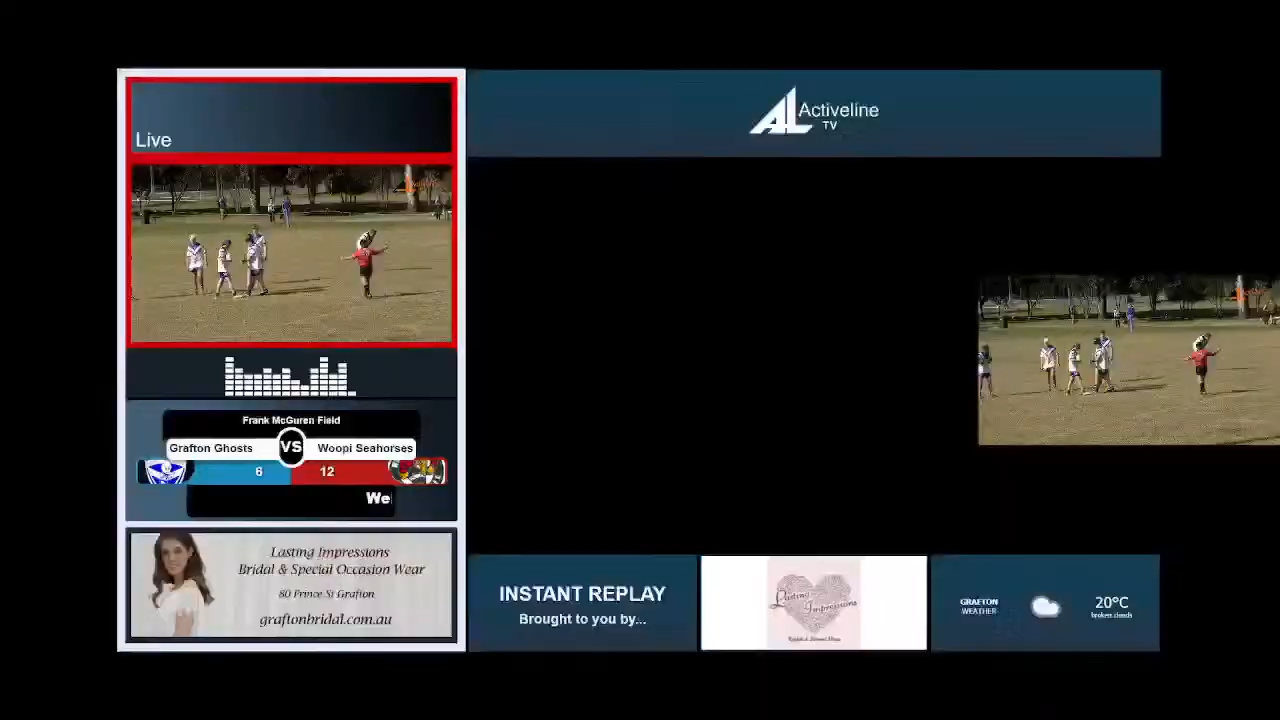 Live
Activeline
TV
Frank McGuren Field
Grafton Ghosts
VS
Woopi Seahorses
6
12
We
Lasting Impressions
Bridal & Special Occasion Wear
80 Prince St Grafton
graftonbridal.com.au
INSTANT REPLAY
Brought to you by...
Lasting
Impressions
GRAFTON
WEATHER
20°C
broken clouds